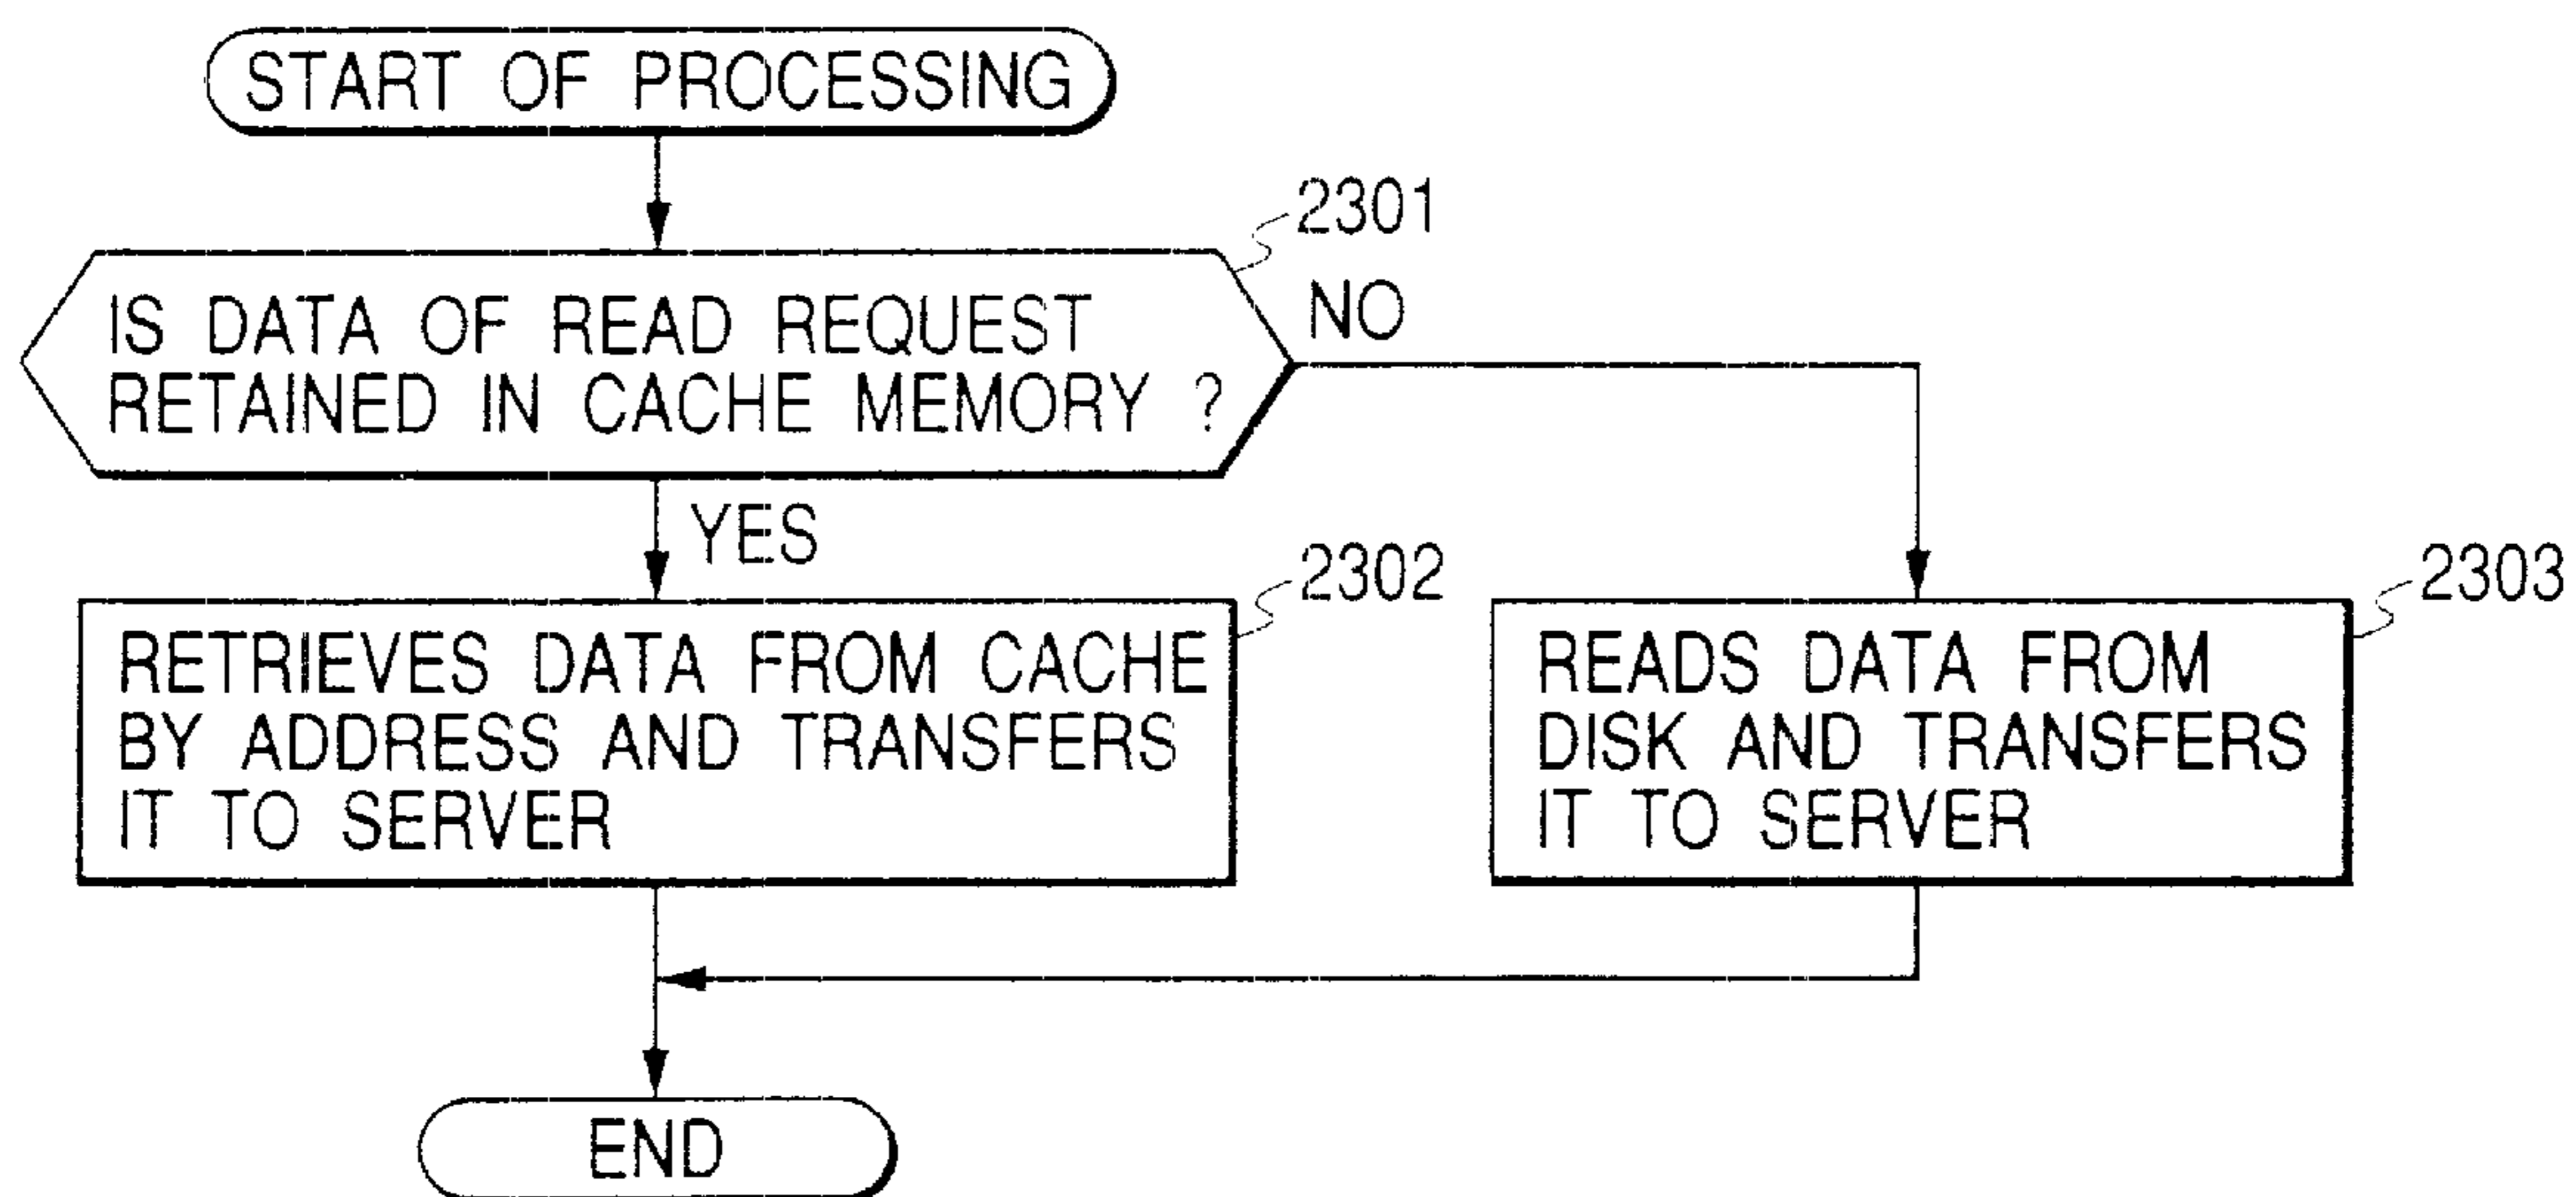 START OF PROCESSING
2301
IS DATA OF READ REQUEST
RETAINED IN CACHE MEMORY ?
NO
YES
2302
RETRIEVES DATA FROM CACHE
BY ADDRESS AND TRANSFERS
IT TO SERVER
2303
READS DATA FROM
DISK AND TRANSFERS
IT TO SERVER
END